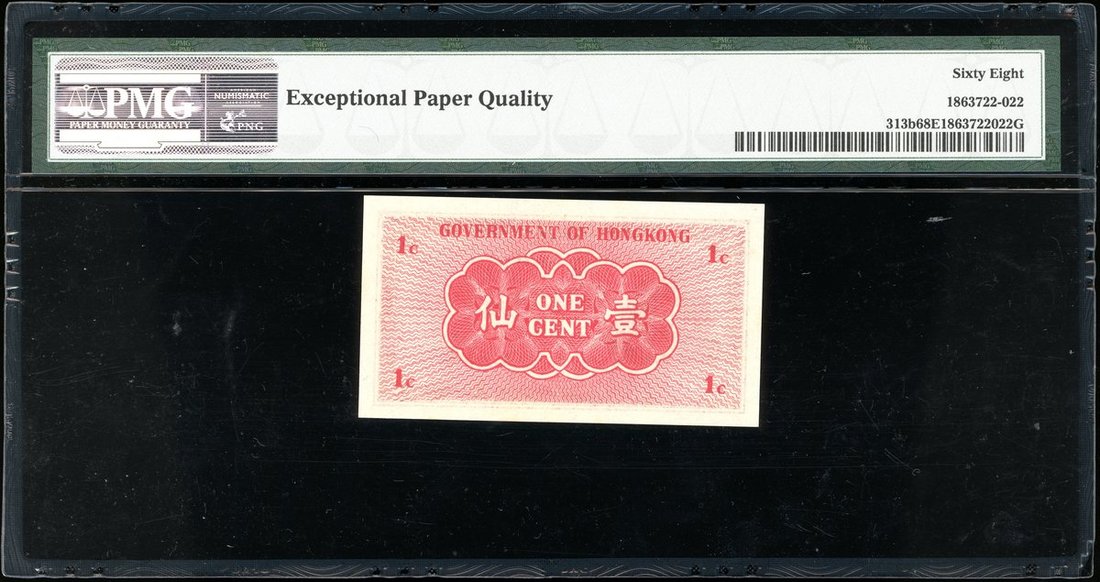 PMG
PAPER MONEY GUARANTY
NUMISMATIC
PNG
Exceptional Paper Quality
Sixty Eight
1863722-022
313b68E1863722022G
GOVERNMENT OF HONGKONG
1c
1c
仙 ONE CENT 壹
1c
1c